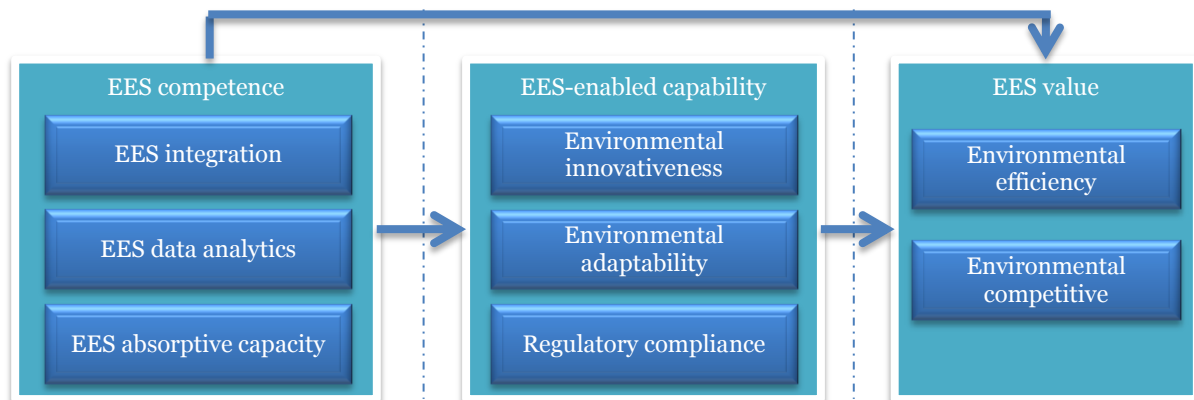 EES competence
EES integration
EES data analytics
EES absorptive capacity
EES-enabled capability
Environmental
innovativeness
Environmental
adaptability
Regulatory compliance
EES value
Environmental
efficiency
Environmental
competitive